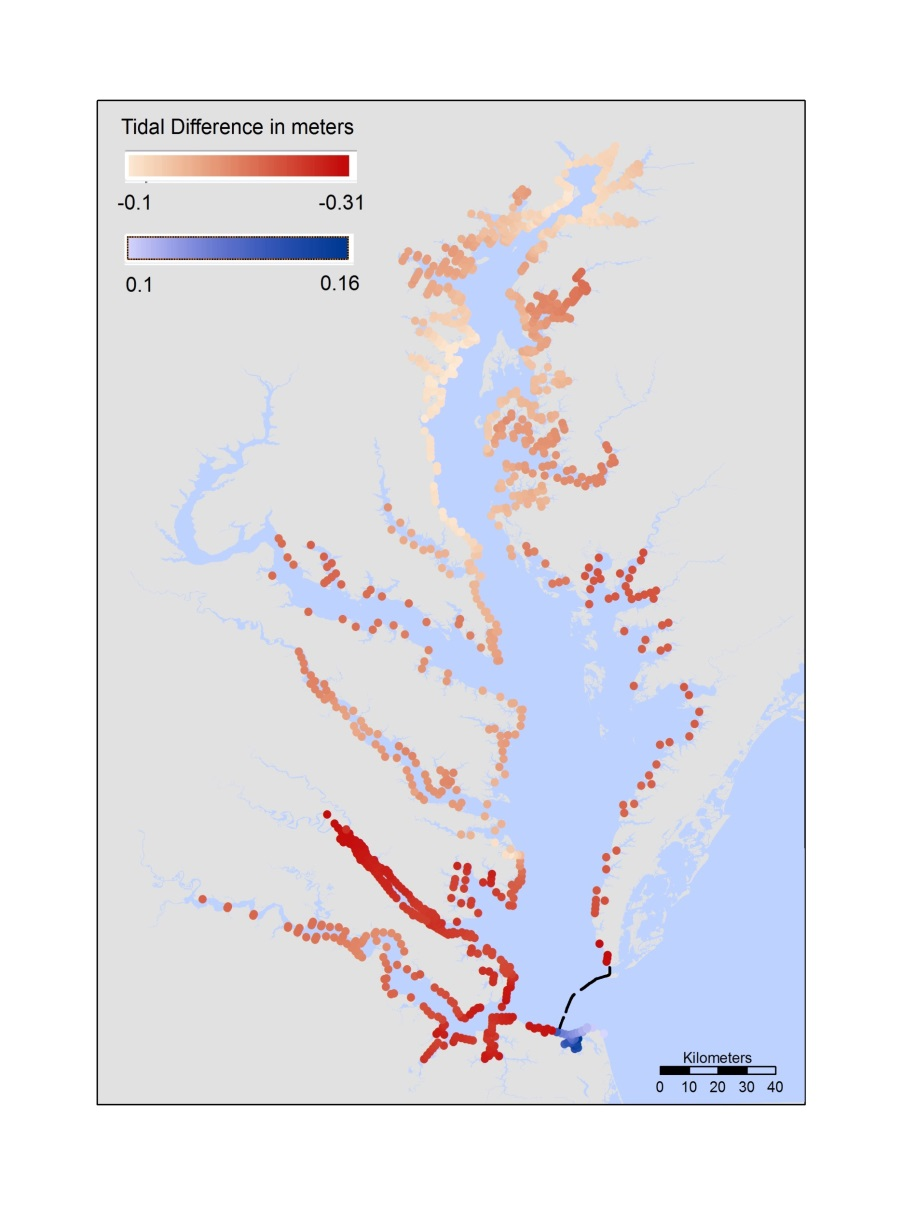 Tidal Difference in meters
-0.1 -0.31
0.1 0.16
Kilometers
0 10 20 30 40